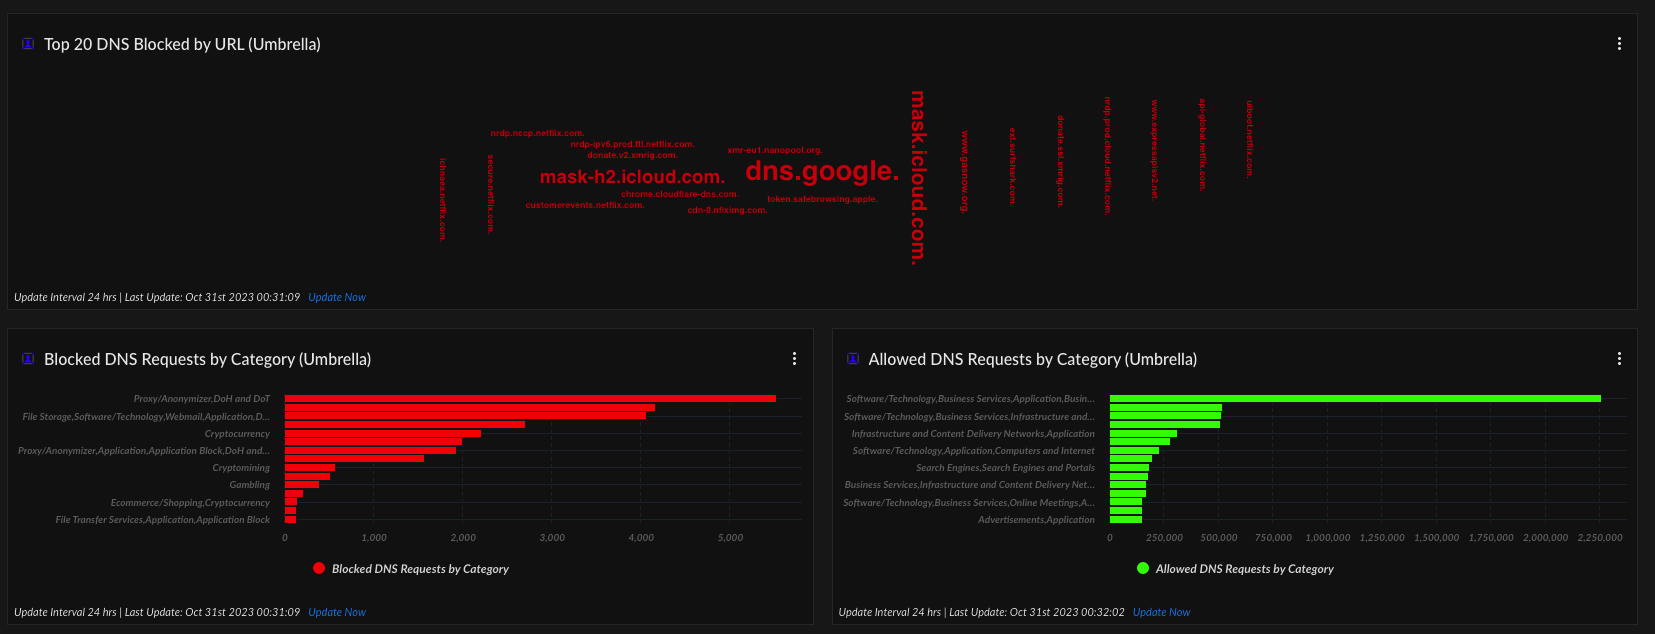 Top 20 DNS Blocked by URL (Umbrella)
nrdp.nccp.netflix.com.
nrdp-ipv6.prod.ftl.netflix.com.
donate.v2.xmrig.com.
xmr-eu1.nanopool.org.
mask-h2.icloud.com.
dns.google.
chrome.cloudflare-dns.com.
token.safebrowsing.apple.
customerevents.netflix.com.
cdn-0.nflximg.com.
ichnaea.netflix.com.
secure.netflix.com.
mask.icloud.com.
www.gasnow.org.
ext.surfshark.com.
donate.ssl.xmrig.com.
nrdp.prod.cloud.netflix.com.
www.expressapisv2.net.
api-global.netflix.com.
uiboot.netflix.com.
Update Interval 24 hrs | Last Update: Oct 31st 2023 00:31:09 Update Now
Blocked DNS Requests by Category (Umbrella)
Proxy/Anonymizer,DoH and DoT
File Storage,Software/Technology,Webmail,Application,D...
Cryptocurrency
Proxy/Anonymizer,Application,Application Block,DoH and...
Cryptomining
Gambling
Ecommerce/Shopping,Cryptocurrency
File Transfer Services,Application,Application Block
0 1,000 2,000 3,000 4,000 5,000
Blocked DNS Requests by Category
Update Interval 24 hrs | Last Update: Oct 31st 2023 00:31:09 Update Now
Allowed DNS Requests by Category (Umbrella)
Software/Technology,Business Services,Application,Busin...
Software/Technology,Business Services,Infrastructure and...
Infrastructure and Content Delivery Networks,Application
Software/Technology,Application,Computers and Internet
Search Engines,Search Engines and Portals
Business Services,Infrastructure and Content Delivery Net...
Software/Technology,Business Services,Online Meetings,A...
Advertisements,Application
0 250,000 500,000 750,000 1,000,000 1,250,000 1,500,000 1,750,000 2,000,000 2,250,000
Allowed DNS Requests by Category
Update Interval 24 hrs | Last Update: Oct 31st 2023 00:32:02 Update Now